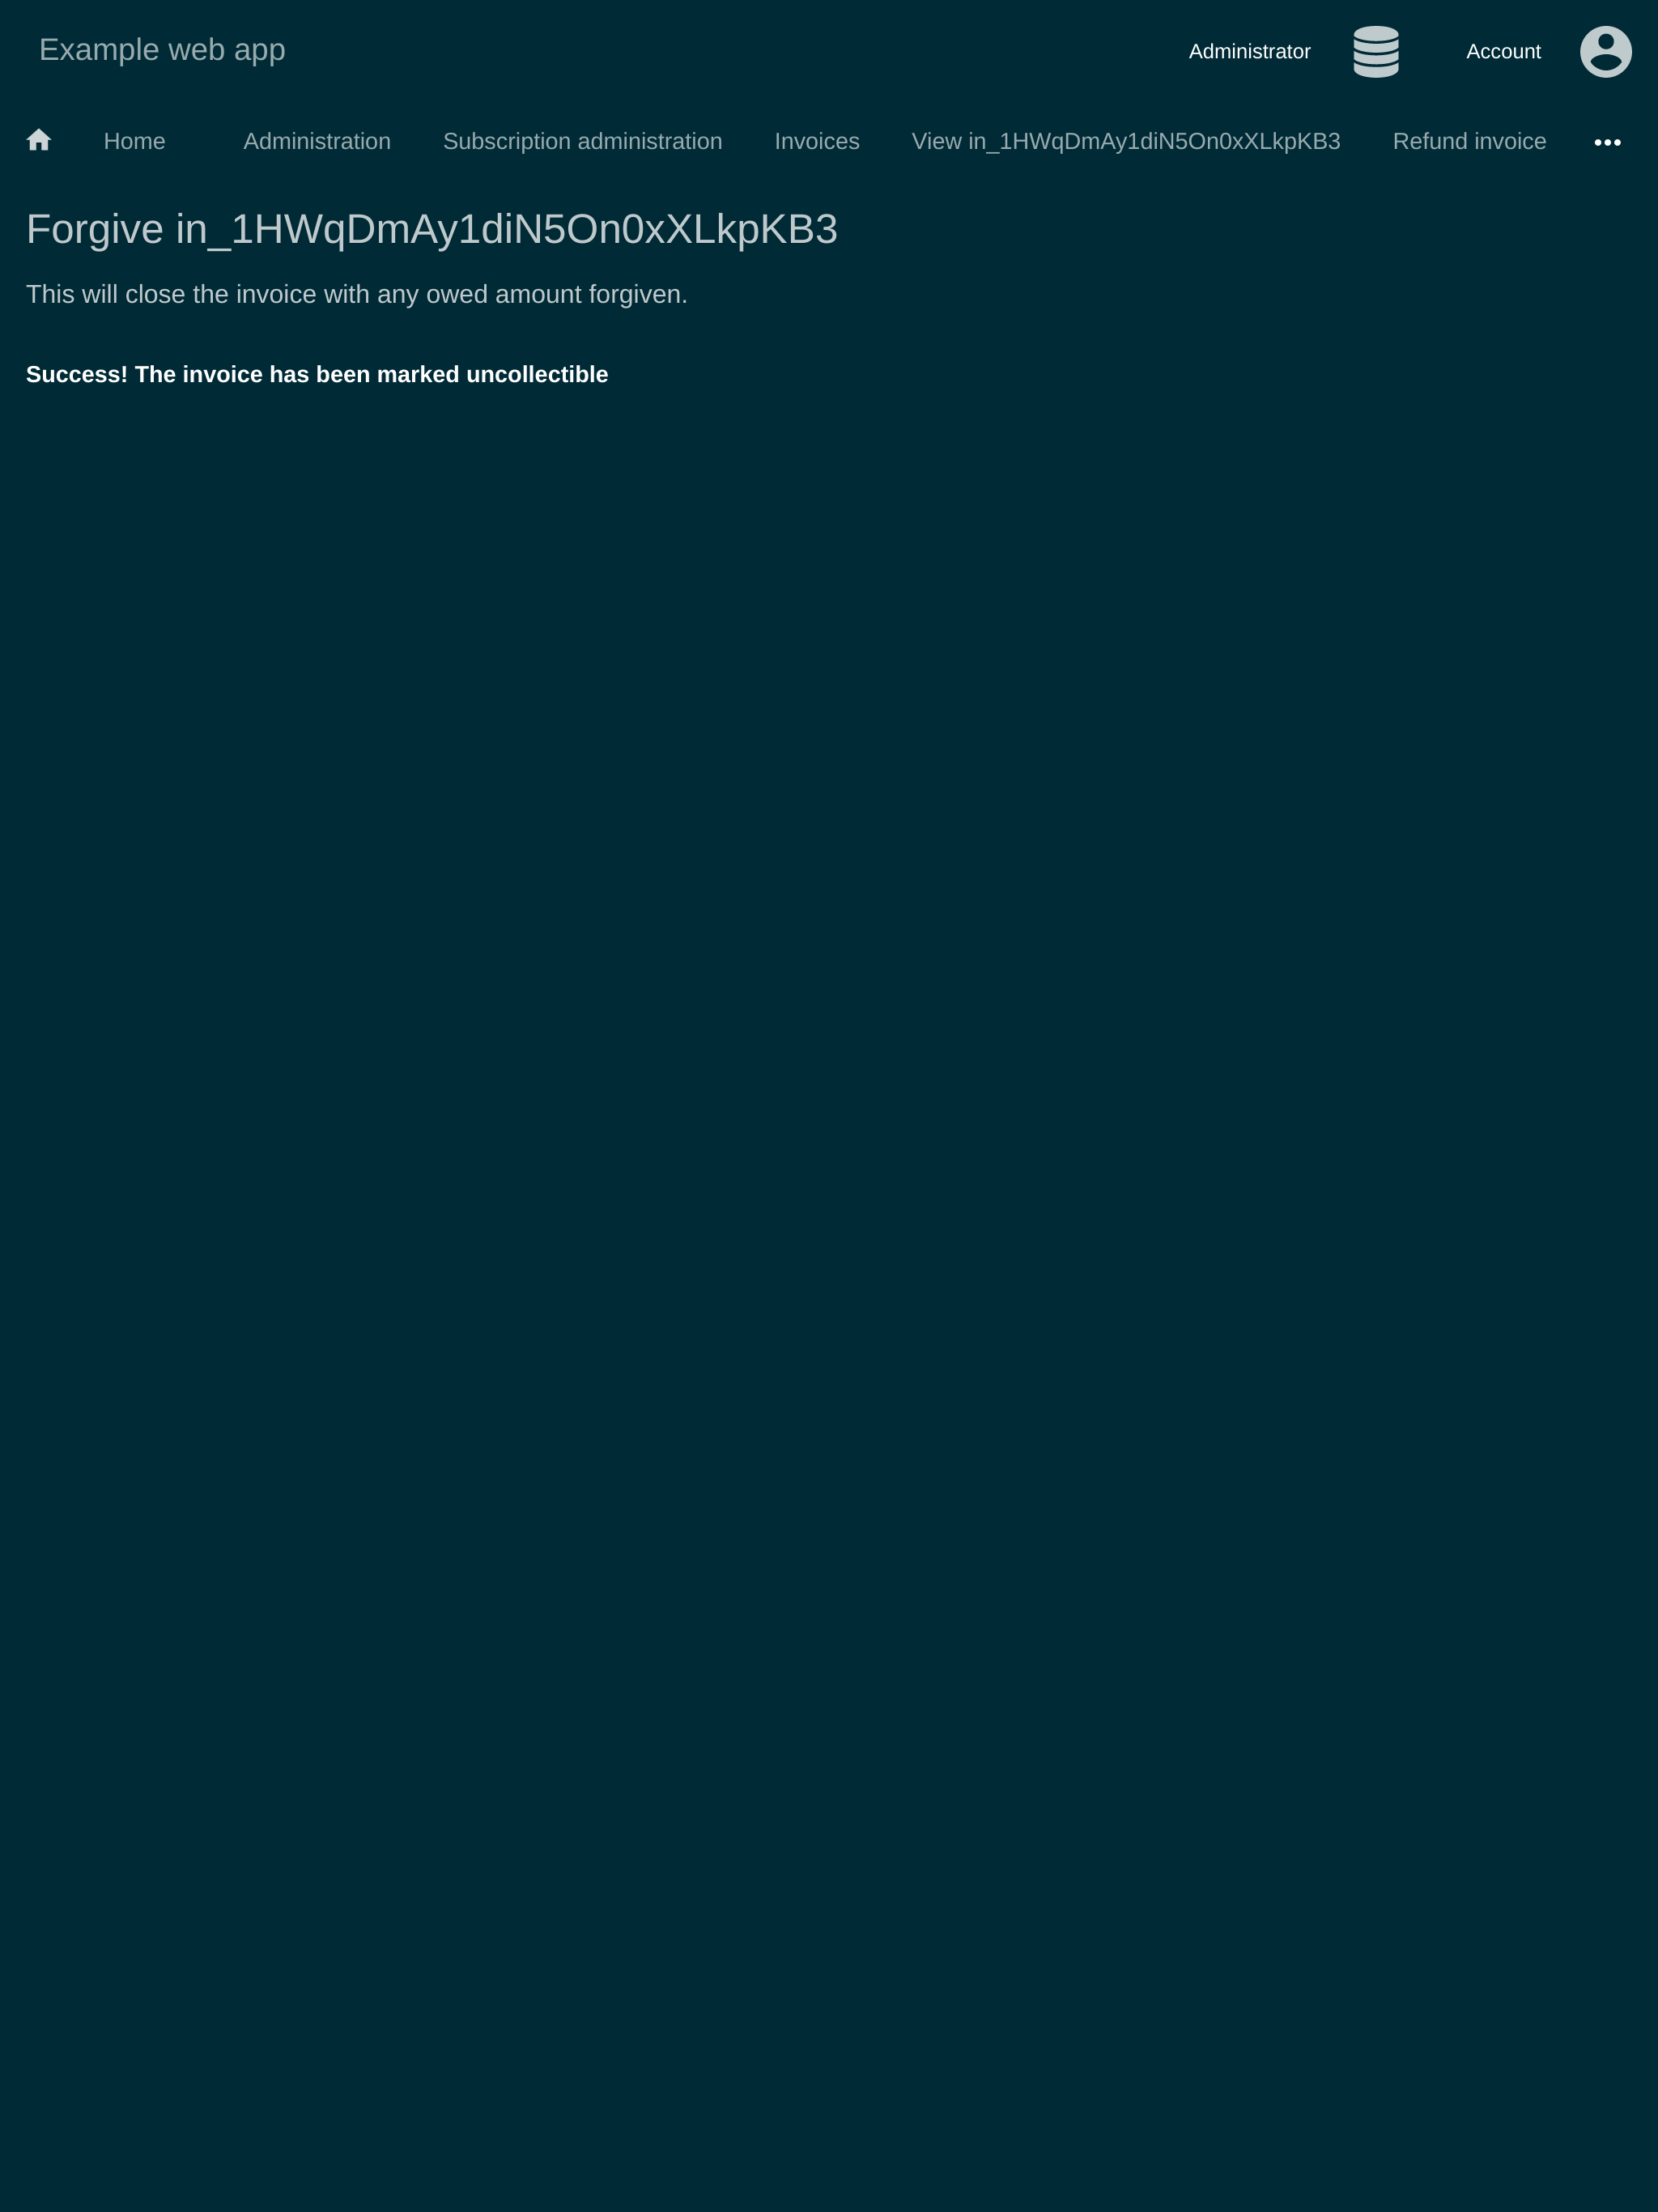 Example web app
Administrator
Account
Home
Administration
Subscription administration
Invoices
View in_1HWqDmAy1diN5On0xXLkpKB3
Refund invoice
Forgive in_1HWqDmAy1diN5On0xXLkpKB3
This will close the invoice with any owed amount forgiven.
Success! The invoice has been marked uncollectible